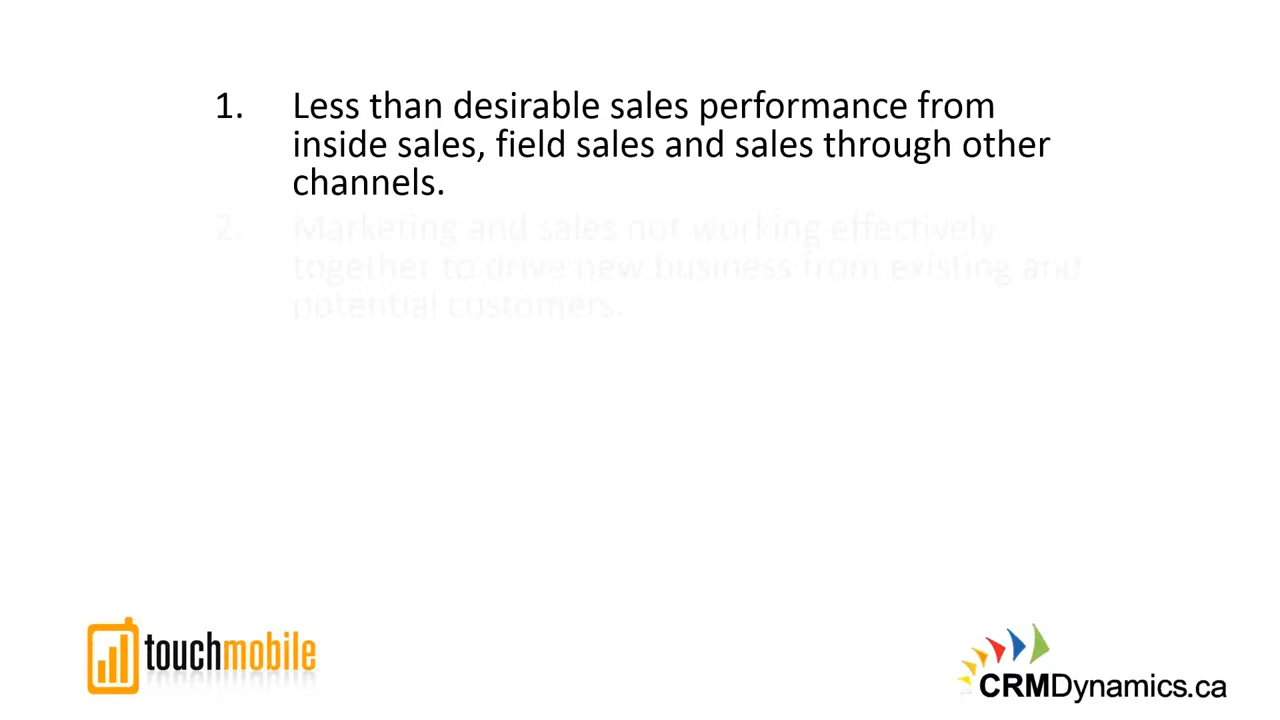 1. Less than desirable sales performance from
inside sales, field sales and sales through other
channels.
2. Marketing and sales not working effectively
together to drive new business from existing and
potential customers.
touchmobile
CRMDynamics.ca